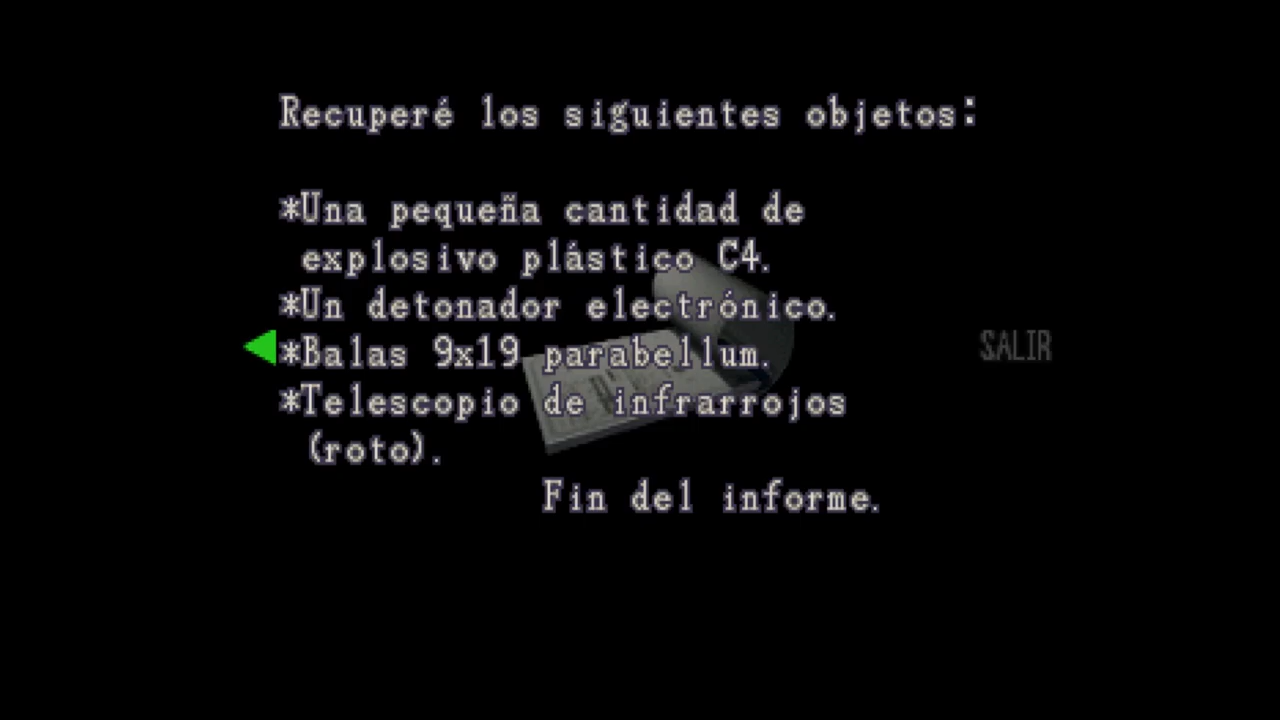 Recuperé los siguientes objetos:
*Una pequeña cantidad de
explosivo plástico C4.
*Un detonador electrónico.
*Balas 9x19 parabellum.
SALIR
*Telescopio de infrarrojos
(roto).
Fin del informe.